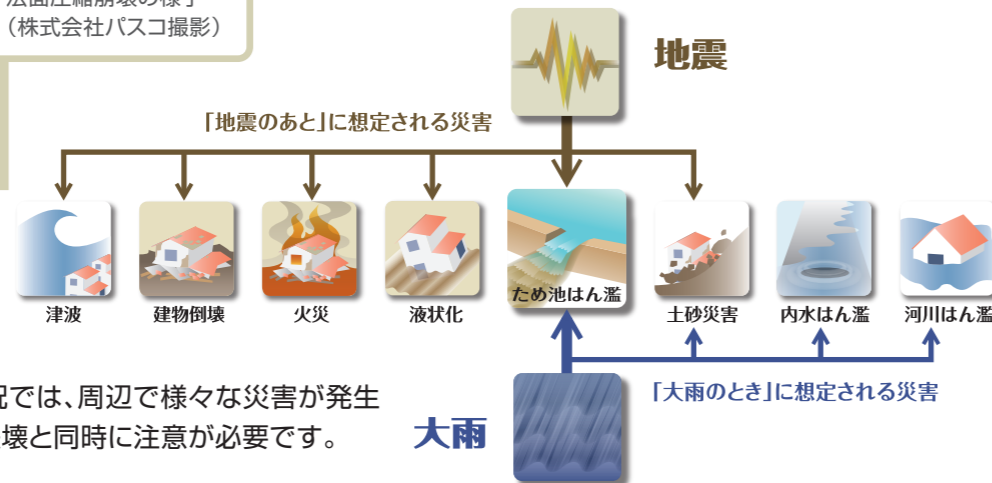 （株式会社パスコ撮影）
地震
「地震のあと」に想定される災害
津波
建物倒壊
火災
液状化
ため池はん濫
土砂災害
内水はん濫
河川はん濫
「大雨のとき」に想定される災害
況では、周辺で様々な災害が発生
壊と同時に注意が必要です。
大雨